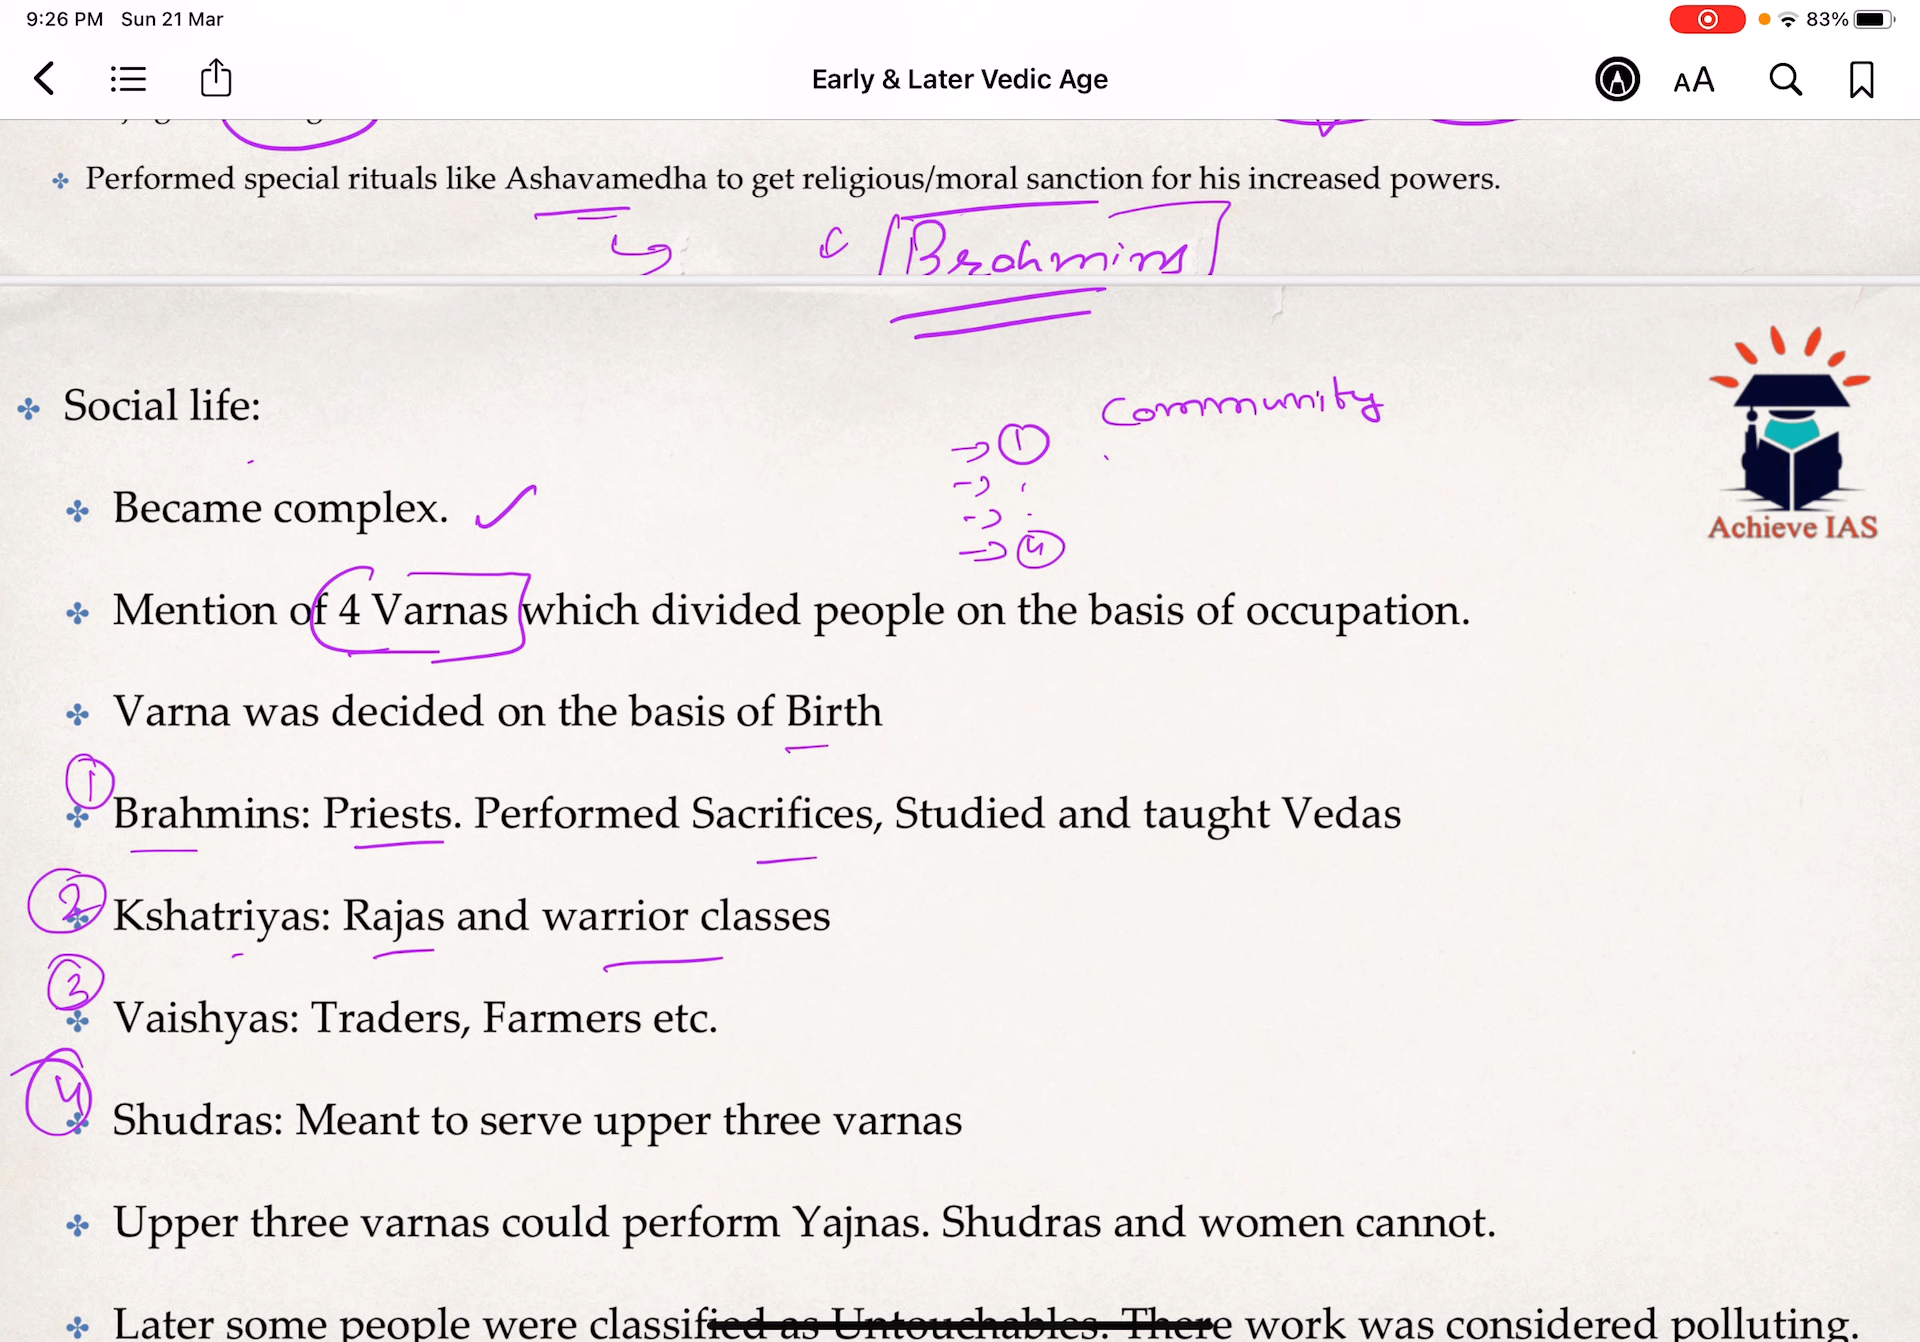 9:26 PM Sun 21 Mar
83%
Early & Later Vedic Age
AA
Performed special rituals like Ashavamedha to get religious/moral sanction for his increased powers.
Brahmins
Social life:
Community
1
Became complex.
4
Mention of 4 Varnas which divided people on the basis of occupation.
Varna was decided on the basis of Birth
1
Brahmins: Priests. Performed Sacrifices, Studied and taught Vedas
2
Kshatriyas: Rajas and warrior classes
3
Vaishyas: Traders, Farmers etc.
4
Shudras: Meant to serve upper three varnas
Upper three varnas could perform Yajnas. Shudras and women cannot.
Later some people were classified as Untouchables. There work was considered polluting.
Achieve IAS